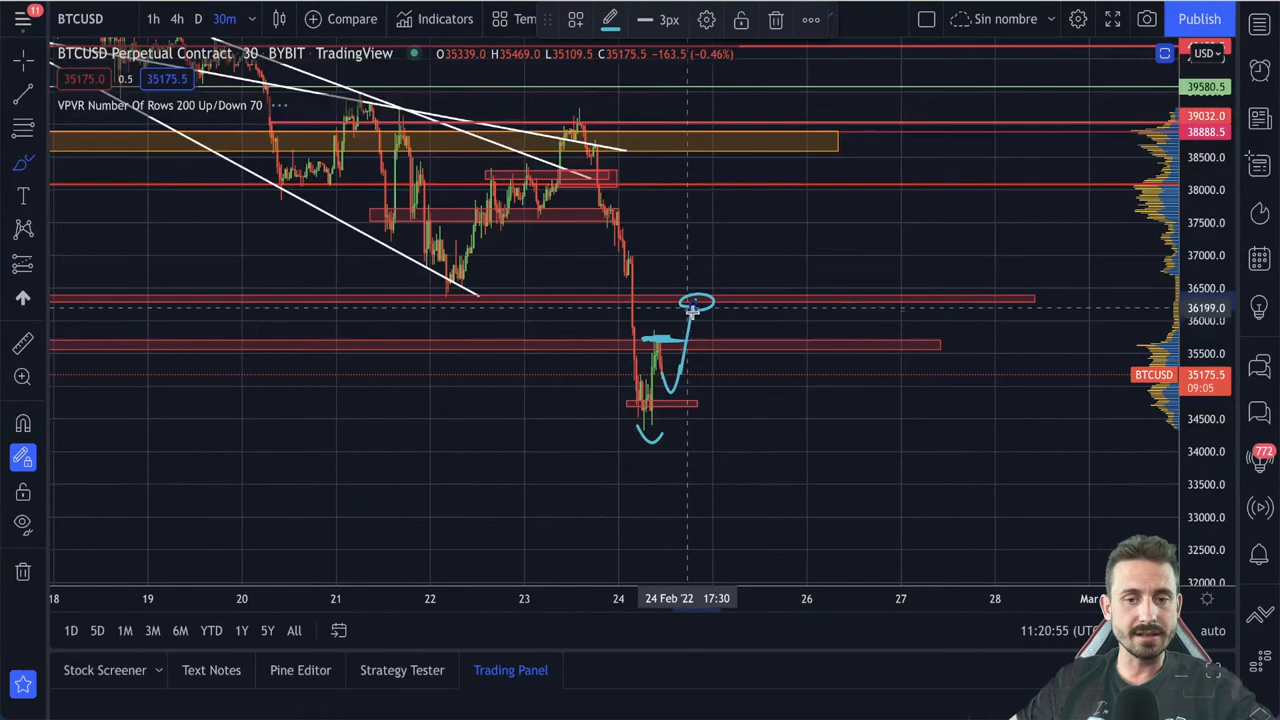 11
BTCUSD 1h 4h D 30m Compare Indicators Tem 3px Sin nombre Publish
BTCUSD Perpetual Contract · 30 · BYBIT · TradingView O35339.0 H35469.0 L35109.5 C35175.5 −163.5 (−0.46%)
USD
35175.0 0.5 35175.5
VPVR Number Of Rows 200 Up/Down 70
39580.5
39032.0
38888.5
38500.0
38000.0
37500.0
37000.0
36500.0
36199.0
36000.0
35500.0
BTCUSD 35175.5
09:05
34500.0
34000.0
33500.0
33000.0
32500.0
32000.0
772
18 19 20 21 22 23 24 24 Feb '22 17:30 26 27 28 Mar
1D 5D 1M 3M 6M YTD 1Y 5Y All 11:20:55 (UTC auto
Stock Screener Text Notes Pine Editor Strategy Tester Trading Panel